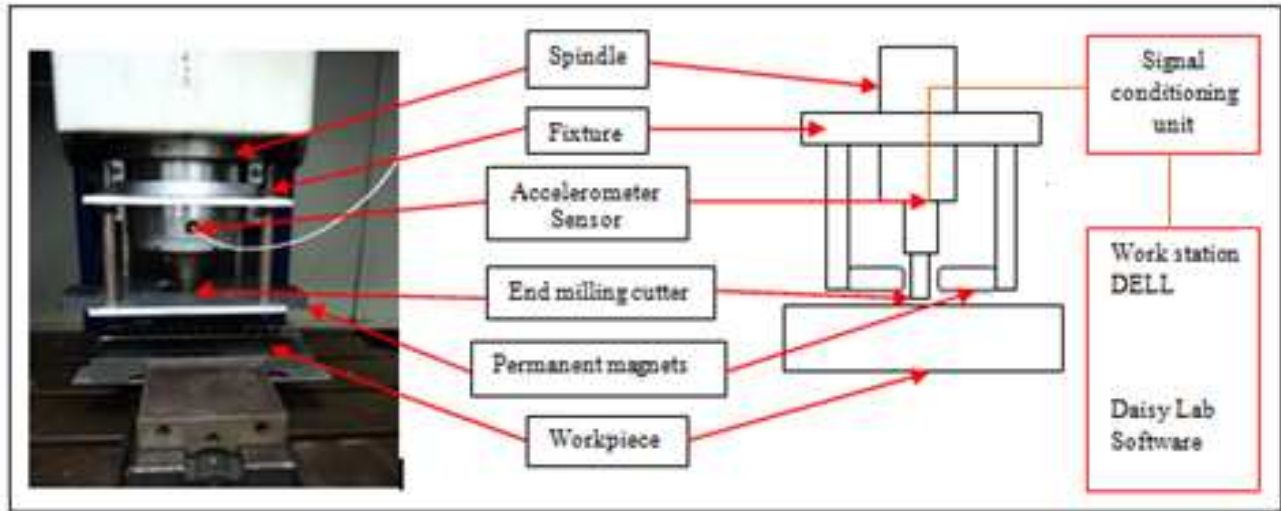 Spindle
Fixture
Accelerometer
Sensor
End milling cutter
Permanent magnets
Workpiece
Signal
conditioning
unit
Work station
DELL
Daisy Lab
Software